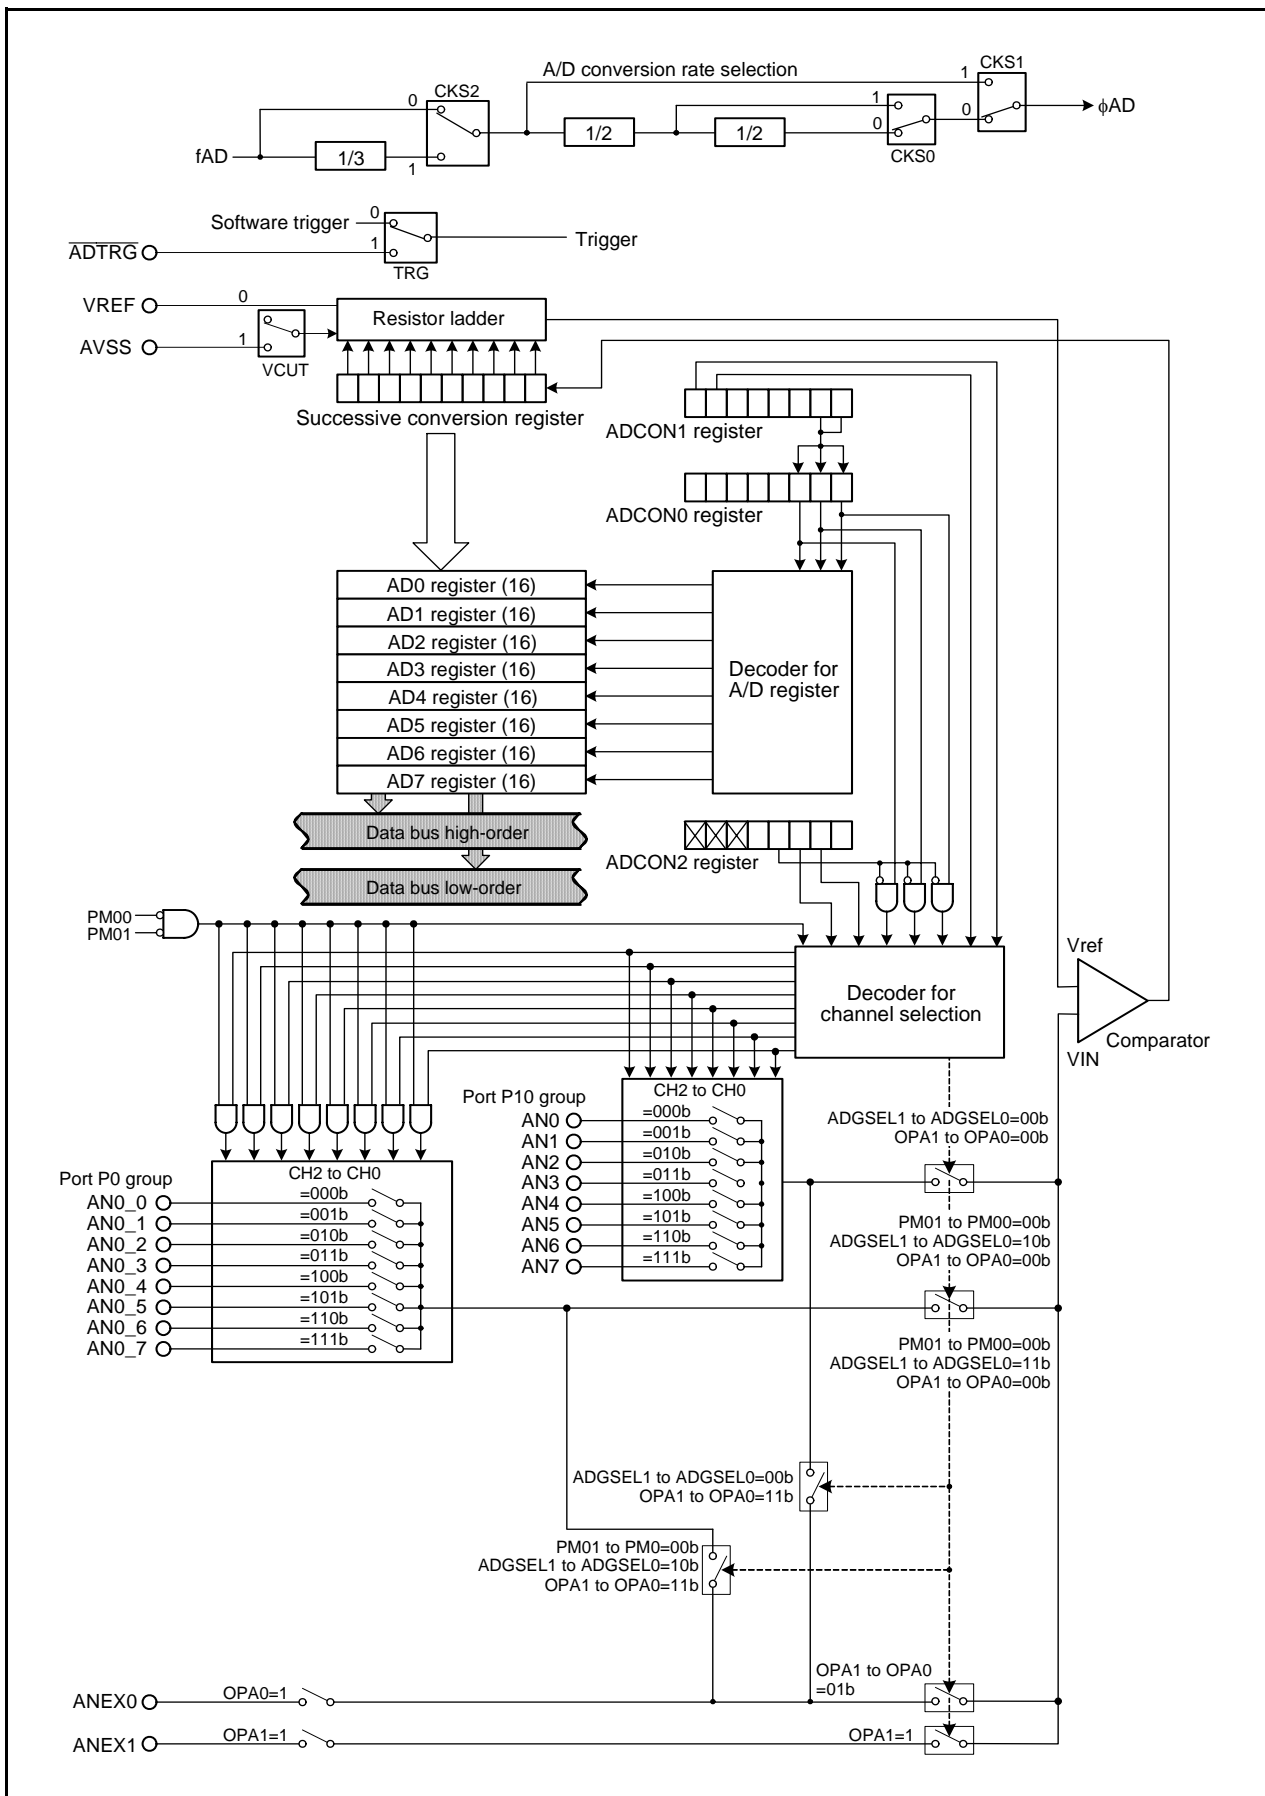 A/D conversion rate selection
CKS2
CKS1
0
1
1
0
fAD
1/3
1
1/2
1/2
0
CKS0
φAD
Software trigger
0
ADTRG
1
TRG
Trigger
VREF
0
AVSS
1
VCUT
Resistor ladder
Successive conversion register
ADCON1 register
ADCON0 register
AD0 register (16)
AD1 register (16)
AD2 register (16)
AD3 register (16)
AD4 register (16)
AD5 register (16)
AD6 register (16)
AD7 register (16)
Decoder for
A/D register
Data bus high-order
Data bus low-order
ADCON2 register
PM00
PM01
Decoder for
channel selection
Vref
VIN
Comparator
Port P10 group
CH2 to CH0
AN0 =000b
AN1 =001b
AN2 =010b
AN3 =011b
AN4 =100b
AN5 =101b
AN6 =110b
AN7 =111b
Port P0 group
CH2 to CH0
AN0_0 =000b
AN0_1 =001b
AN0_2 =010b
AN0_3 =011b
AN0_4 =100b
AN0_5 =101b
AN0_6 =110b
AN0_7 =111b
ADGSEL1 to ADGSEL0=00b
OPA1 to OPA0=00b
PM01 to PM00=00b
ADGSEL1 to ADGSEL0=10b
OPA1 to OPA0=00b
PM01 to PM00=00b
ADGSEL1 to ADGSEL0=11b
OPA1 to OPA0=00b
ADGSEL1 to ADGSEL0=00b
OPA1 to OPA0=11b
PM01 to PM0=00b
ADGSEL1 to ADGSEL0=10b
OPA1 to OPA0=11b
OPA1 to OPA0
=01b
ANEX0
OPA0=1
ANEX1
OPA1=1
OPA1=1